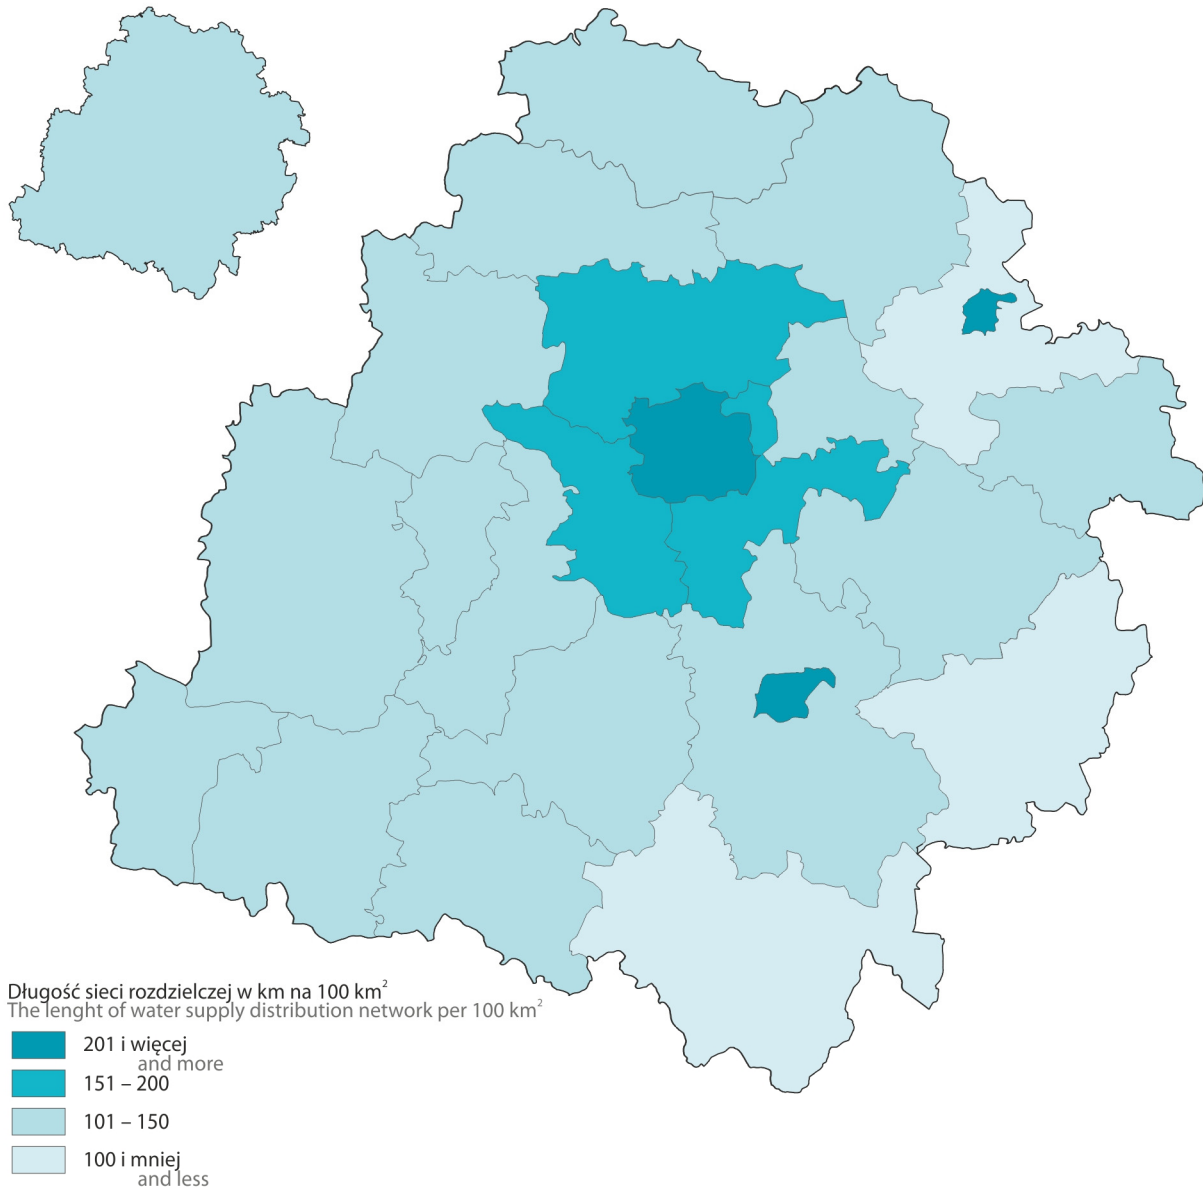 Długość sieci rozdzielczej w km na 100 km²
The lenght of water supply distribution network per 100 km²
201 i więcej
and more
151 – 200
101 – 150
100 i mniej
and less